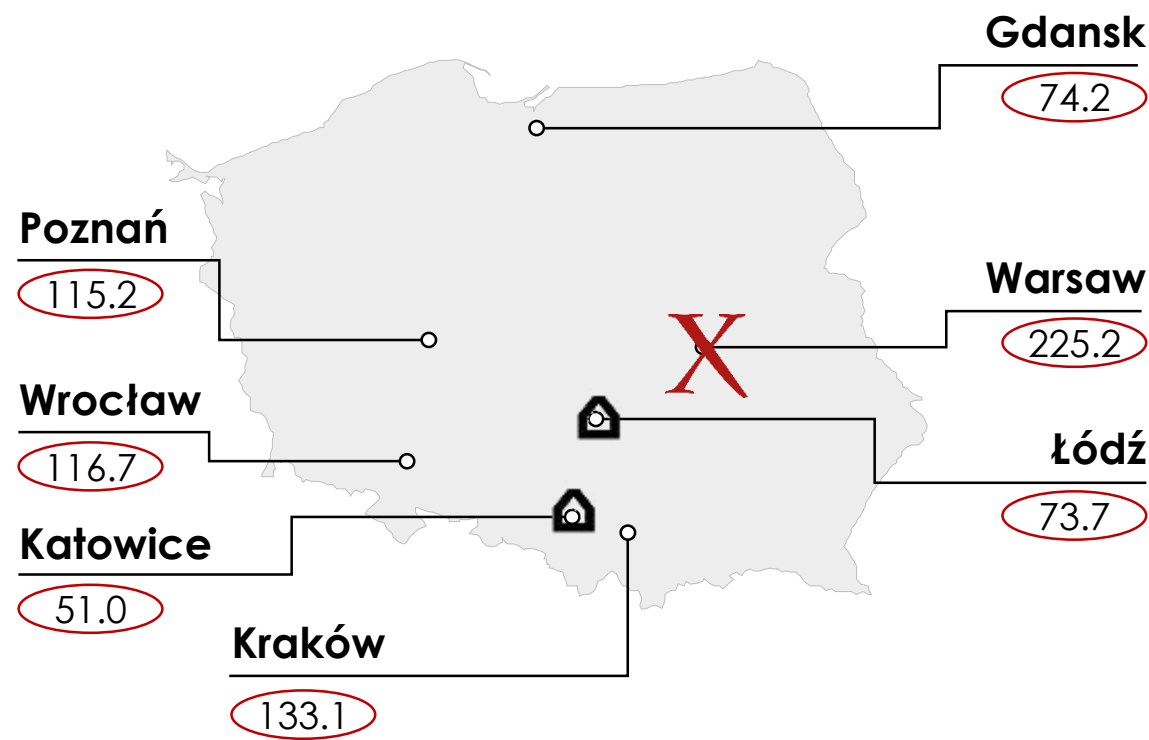 Gdansk
74.2
Poznań
115.2
Warsaw
225.2
X
Wrocław
116.7
Łódź
73.7
Katowice
51.0
Kraków
133.1